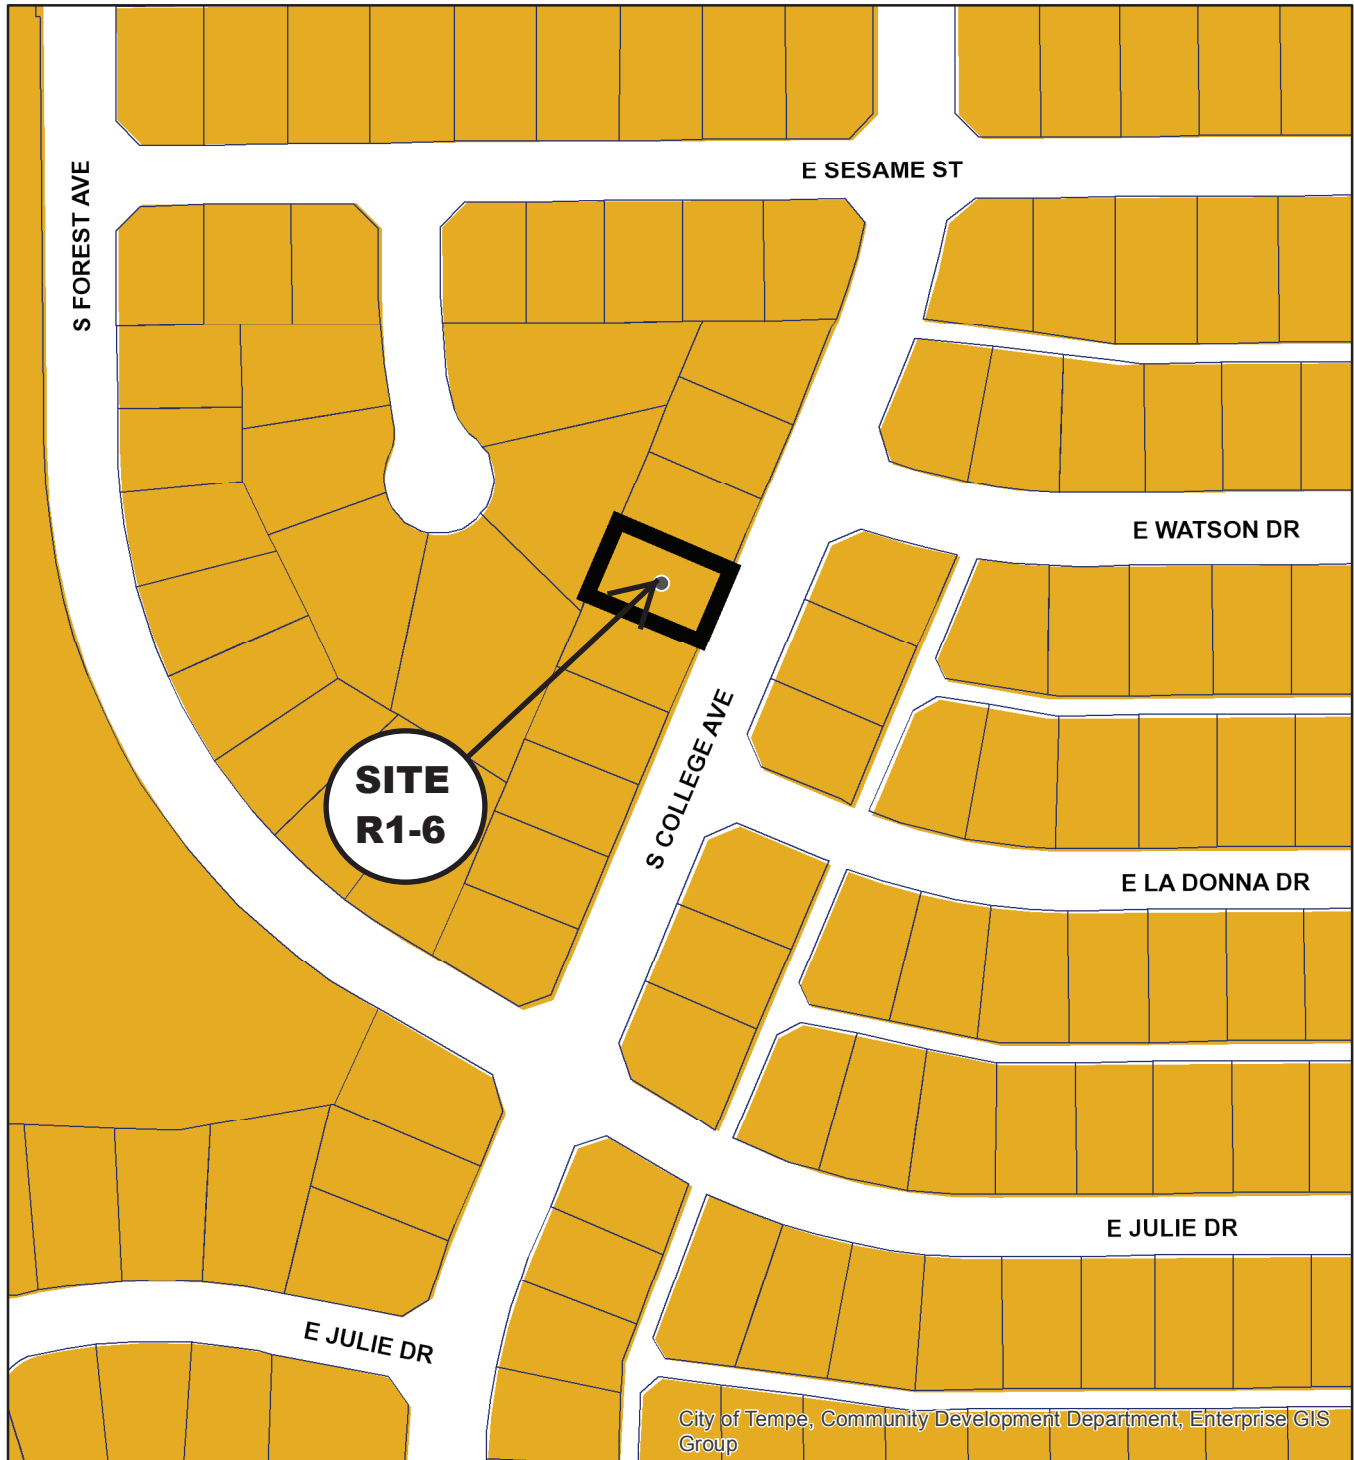 E SESAME ST
S FOREST AVE
E WATSON DR
S COLLEGE AVE
SITE
R1-6
E LA DONNA DR
E JULIE DR
E JULIE DR
City of Tempe, Community Development Department, Enterprise GIS
Group